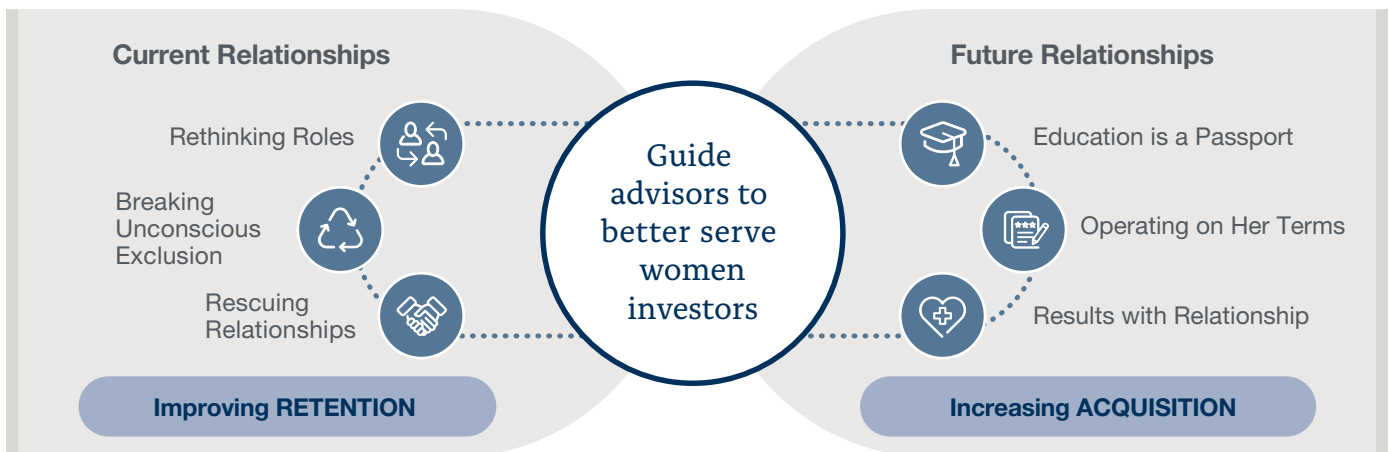 Current Relationships
Rethinking Roles
Breaking
Unconscious
Exclusion
Rescuing
Relationships
Improving RETENTION
Guide
advisors to
better serve
women
investors
Future Relationships
Education is a Passport
Operating on Her Terms
Results with Relationship
Increasing ACQUISITION